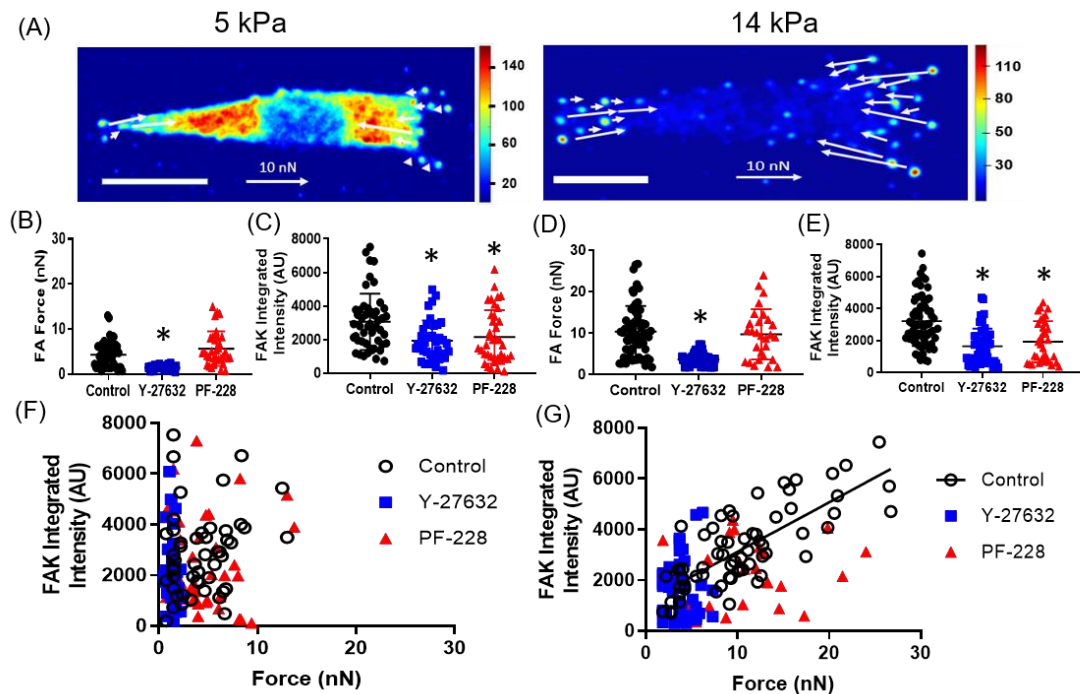 5 kPa
14 kPa
(A)
140
100
60
20
10 nN
110
70
30
10 nN
(B)
FA Force (nN)
30
20
10
0
Control
Y-27632
PF-228
*
(C)
FAK Integrated
Intensity (AU)
8000
6000
4000
2000
0
Control
Y-27632
PF-228
*
*
(D)
FA Force (nN)
30
20
10
0
Control
Y-27632
PF-228
*
(E)
FAK Integrated
Intensity (AU)
8000
6000
4000
2000
0
Control
Y-27632
PF-228
*
*
(F)
FAK Integrated
Intensity (AU)
8000
6000
4000
2000
0
0
10
20
30
Force (nN)
Control
Y-27632
PF-228
(G)
FAK Integrated
Intensity (AU)
8000
6000
4000
2000
0
0
10
20
30
Force (nN)
Control
Y-27632
PF-228